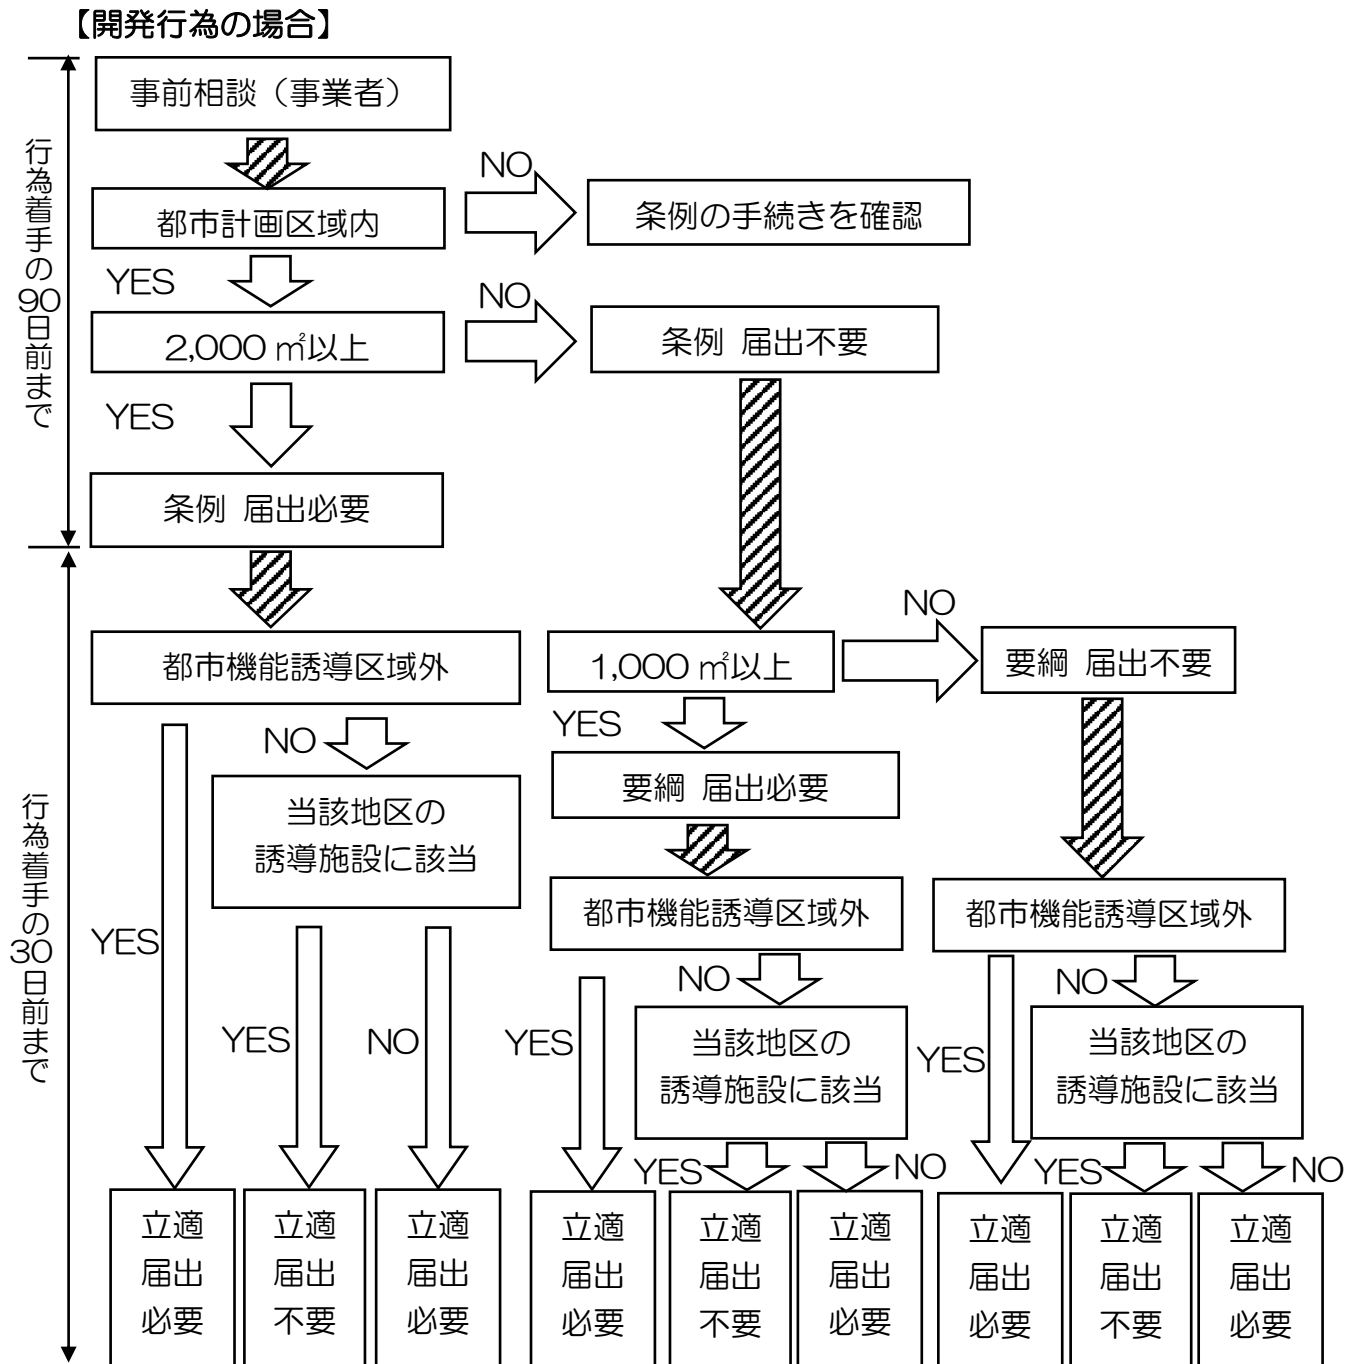 【開発行為の場合】
事前相談（事業者）
行為着手の90日前まで
NO
都市計画区域内
条例の手続きを確認
YES
NO
2,000 ㎡以上
条例 届出不要
YES
条例 届出必要
NO
都市機能誘導区域外
1,000 ㎡以上
要綱 届出不要
行為着手の30日前まで
NO
YES
当該地区の
誘導施設に該当
要綱 届出必要
都市機能誘導区域外
都市機能誘導区域外
YES
NO
NO
YES
NO
YES
YES
当該地区の
誘導施設に該当
当該地区の
誘導施設に該当
YES
NO
YES
NO
立適
届出
必要
立適
届出
不要
立適
届出
必要
立適
届出
必要
立適
届出
不要
立適
届出
必要
立適
届出
必要
立適
届出
不要
立適
届出
必要